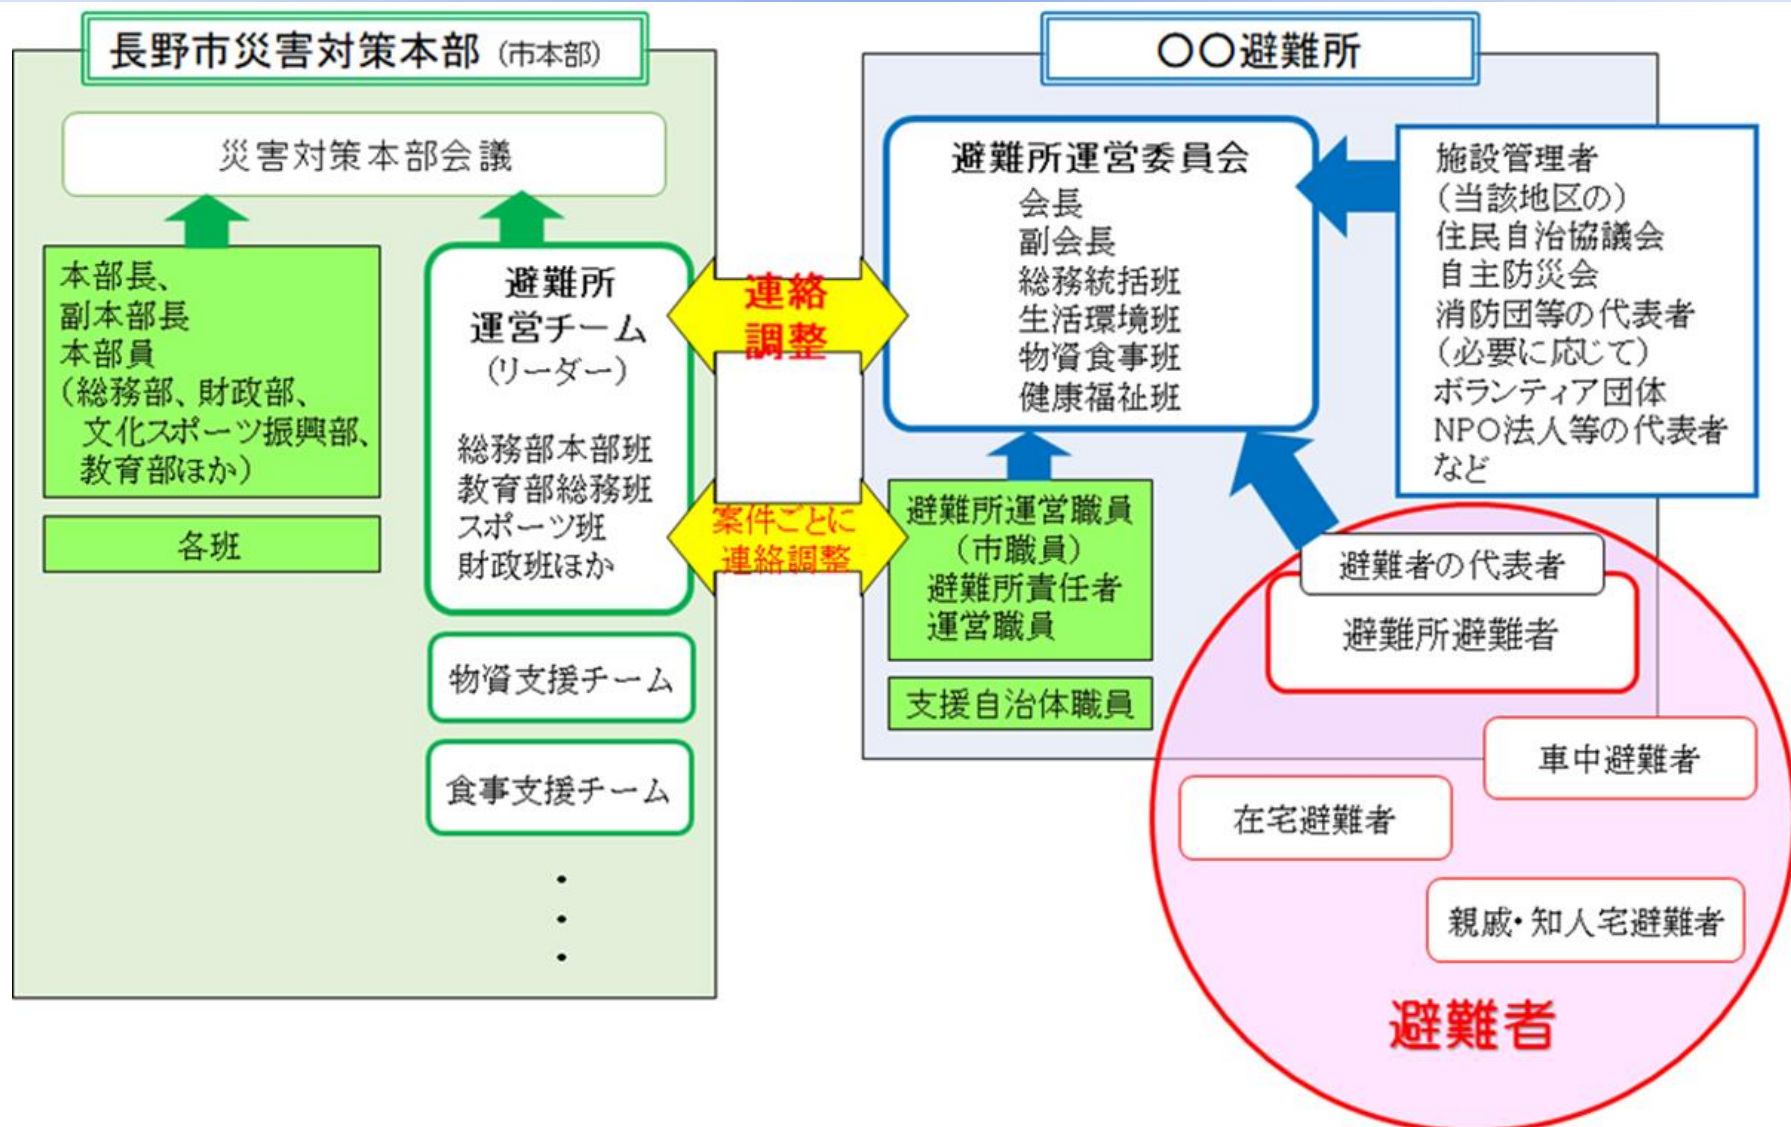 長野市災害対策本部(市本部)
災害対策本部会議
本部長、
副本部長
本部員
(総務部、財政部、
文化スポーツ振興部、
教育部ほか)
各班
避難所
運営チーム
(リーダー)
総務部本部班
教育部総務班
スポーツ班
財政班ほか
物資支援チーム
食事支援チーム
・
・
・
連絡
調整
案件ごとに
連絡調整
〇〇避難所
避難所運営委員会
会長
副会長
総務統括班
生活環境班
物資食事班
健康福祉班
施設管理者
(当該地区の)
住民自治協議会
自主防災会
消防団等の代表者
(必要に応じて)
ボランティア団体
NPO法人等の代表者
など
避難所運営職員
(市職員)
避難所責任者
運営職員
支援自治体職員
避難者の代表者
避難所避難者
車中避難者
在宅避難者
親戚・知人宅避難者
避難者